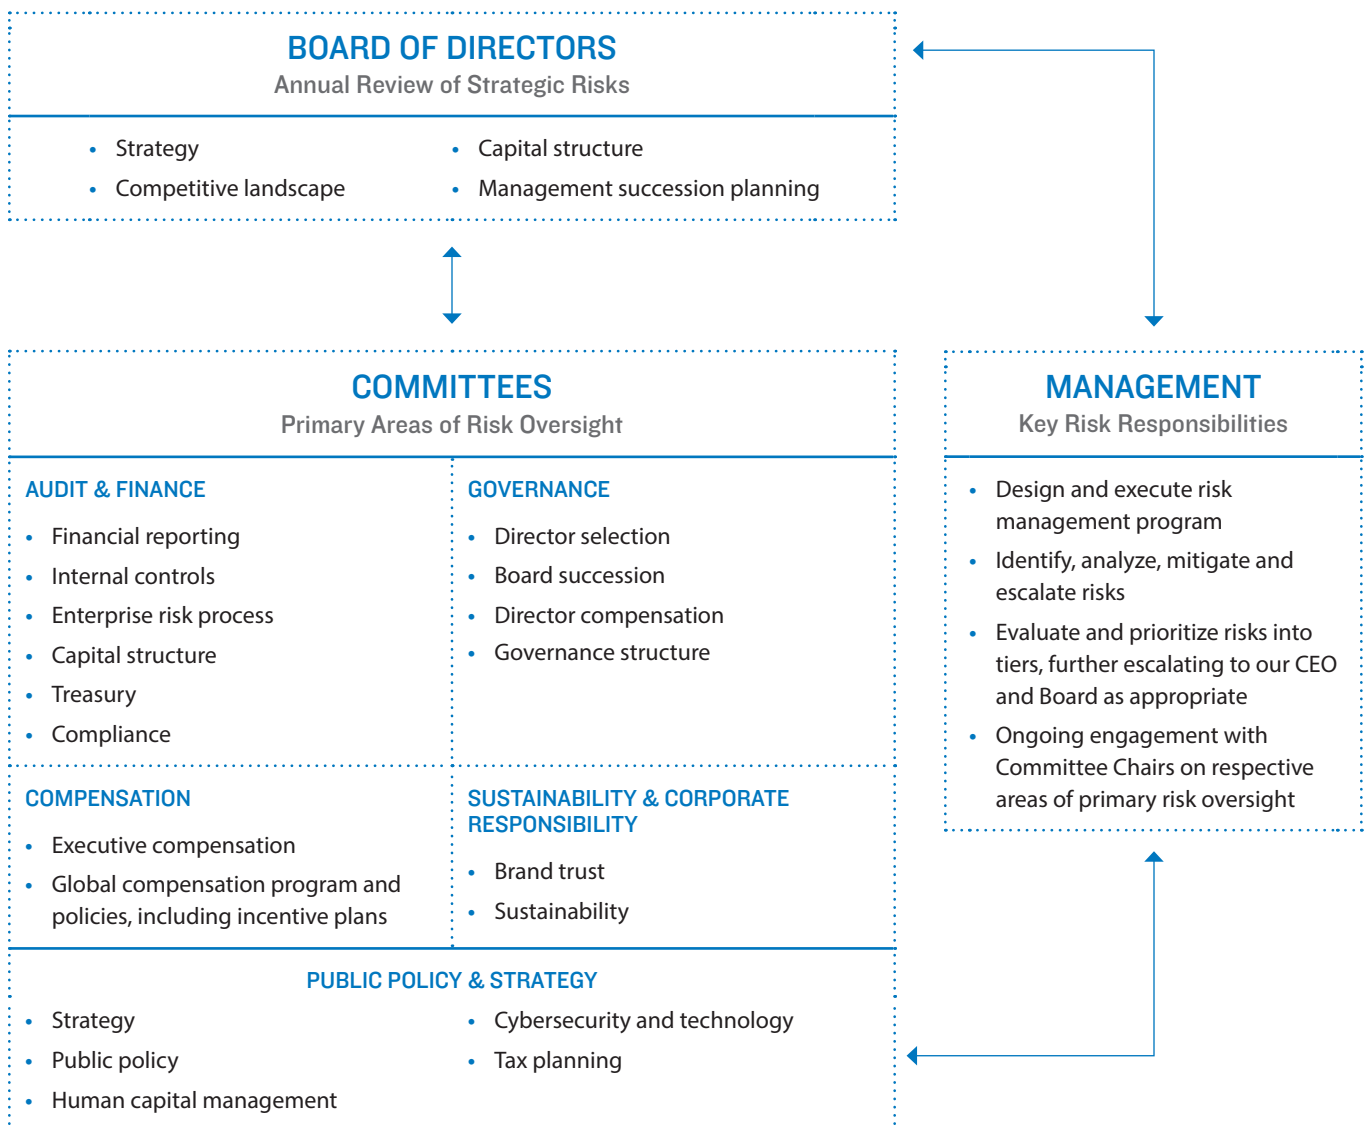 BOARD OF DIRECTORS
Annual Review of Strategic Risks
• Strategy
• Competitive landscape
• Capital structure
• Management succession planning
COMMITTEES
Primary Areas of Risk Oversight
AUDIT & FINANCE
• Financial reporting
• Internal controls
• Enterprise risk process
• Capital structure
• Treasury
• Compliance
GOVERNANCE
• Director selection
• Board succession
• Director compensation
• Governance structure
COMPENSATION
• Executive compensation
• Global compensation program and
policies, including incentive plans
SUSTAINABILITY & CORPORATE
RESPONSIBILITY
• Brand trust
• Sustainability
PUBLIC POLICY & STRATEGY
• Strategy
• Public policy
• Human capital management
• Cybersecurity and technology
• Tax planning
MANAGEMENT
Key Risk Responsibilities
• Design and execute risk
management program
• Identify, analyze, mitigate and
escalate risks
• Evaluate and prioritize risks into
tiers, further escalating to our CEO
and Board as appropriate
• Ongoing engagement with
Committee Chairs on respective
areas of primary risk oversight